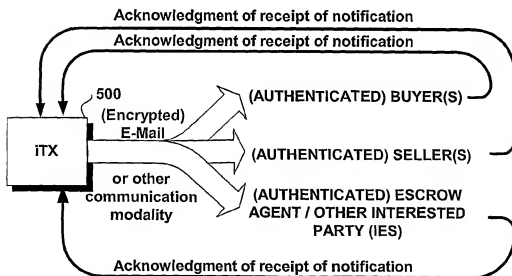 Acknowledgment of receipt of notification
Acknowledgment of receipt of notification
500
(Encrypted)
E-Mail
iTX
or other
communication
modality
(AUTHENTICATED) BUYER(S)
(AUTHENTICATED) SELLER(S)
(AUTHENTICATED) ESCROW
AGENT / OTHER INTERESTED
PARTY (IES)
Acknowledgment of receipt of notification